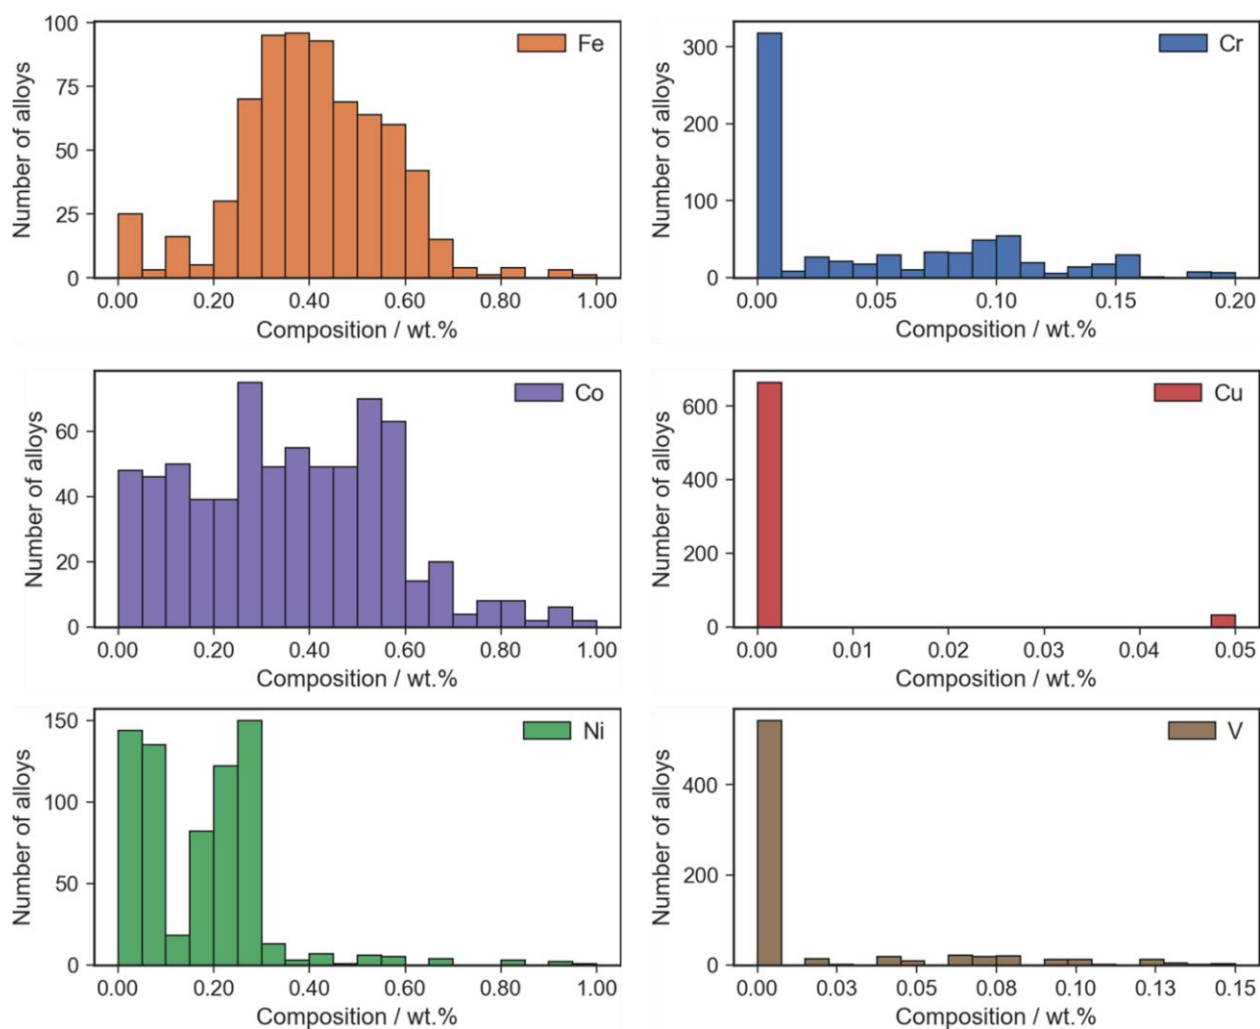 Number of alloys
100
75
50
25
0
Fe
0.00 0.20 0.40 0.60 0.80 1.00
Composition / wt.%
Number of alloys
300
200
100
0
Cr
0.00 0.05 0.10 0.15 0.20
Composition / wt.%
Number of alloys
60
40
20
0
Co
0.00 0.20 0.40 0.60 0.80 1.00
Composition / wt.%
Number of alloys
600
400
200
0
Cu
0.00 0.01 0.02 0.03 0.04 0.05
Composition / wt.%
Number of alloys
150
100
50
0
Ni
0.00 0.20 0.40 0.60 0.80 1.00
Composition / wt.%
Number of alloys
400
200
0
V
0.00 0.03 0.05 0.08 0.10 0.13 0.15
Composition / wt.%